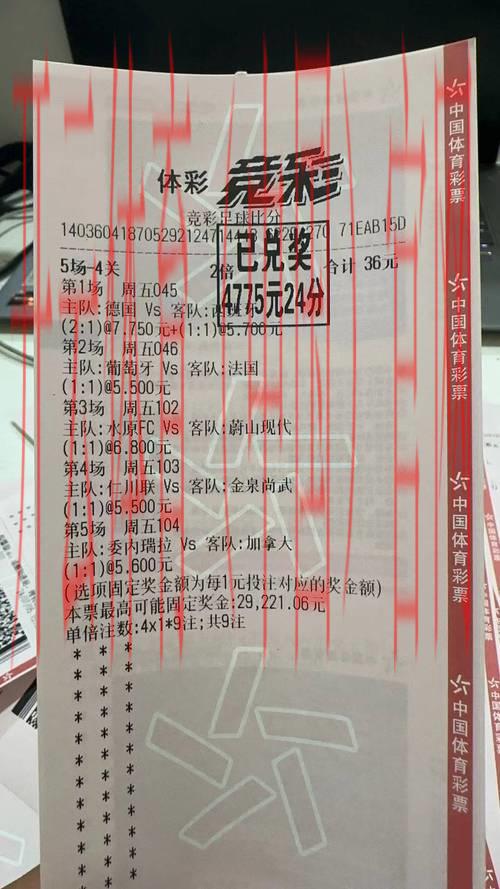 体彩 竞彩
竞彩足球比分
71EAB15D
5场-4关 2倍 合计 36元
已兑奖
4775元24分
第1场 周五045
主队:德国 Vs 客队:西班牙
(2:1)@7.750元+(1:1)@5.700元
第2场 周五046
主队:葡萄牙 Vs 客队:法国
(1:1)@5.500元
第3场 周五102
主队:水原FC Vs 客队:蔚山现代
(1:1)@6.800元
第4场 周五103
主队:仁川联 Vs 客队:金泉尚武
(1:1)@5.500元
第5场 周五104
主队:委内瑞拉 Vs 客队:加拿大
(1:1)@5.600元
(选项固定奖金额为每1元投注对应的奖金额)
本票最高可能固定奖金:29,221.06元
单倍注数:4x1*9注;共9注
中国体育彩票
中国体育彩票
中国体育彩票
中国体育彩票